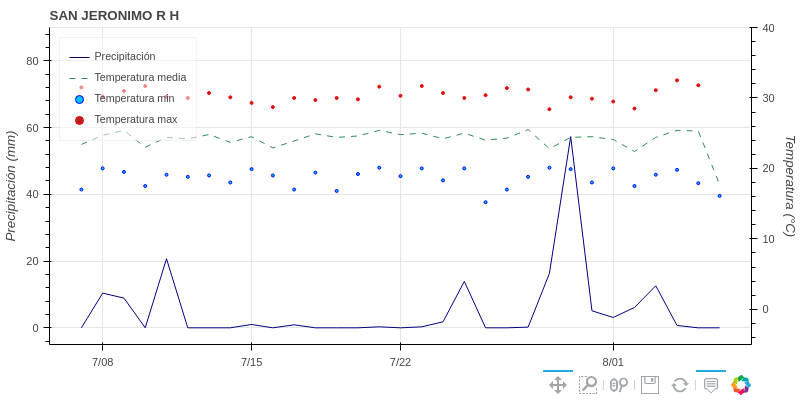 SAN JERONIMO R H
Precipitación
Temperatura media
Temperatura min
Temperatura max
Precipitación (mm)
80
60
40
20
0
Temperatura (°C)
40
30
20
10
0
7/08
7/15
7/22
8/01